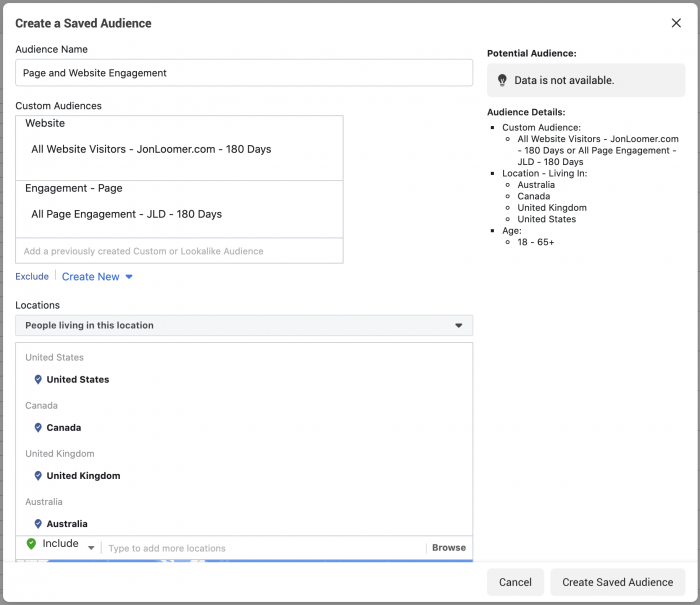 Create a Saved Audience
Audience Name
Page and Website Engagement
Custom Audiences
Website
All Website Visitors - JonLoomer.com - 180 Days
Engagement - Page
All Page Engagement - JLD - 180 Days
Add a previously created Custom or Lookalike Audience
Exclude
Create New
Locations
People living in this location
United States
United States
Canada
Canada
United Kingdom
United Kingdom
Australia
Australia
Include
Type to add more locations
Browse
Potential Audience:
Data is not available.
Audience Details:
Custom Audience:
All Website Visitors - JonLoomer.com
- 180 Days or All Page Engagement -
JLD - 180 Days
Location - Living In:
Australia
Canada
United Kingdom
United States
Age:
18 - 65+
Cancel
Create Saved Audience